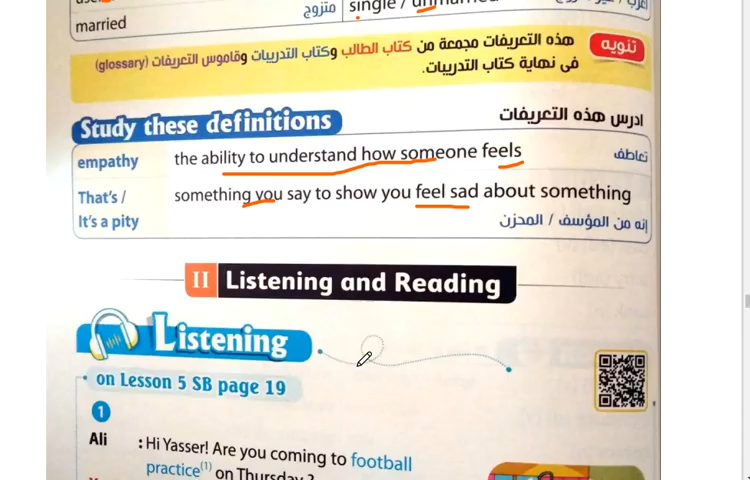 single /
married
متزوج
هذه التعريفات مجمعة من كتاب الطالب وكتاب التدريبات وقاموس التعريفات (glossary)
فى نهاية كتاب التدريبات.
تنويه
Study these definitions
ادرس هذه التعريفات
empathy the ability to understand how someone feels تعاطف
That's / something you say to show you feel sad about something
It's a pity إنه من المؤسف / المحزن
II Listening and Reading
Listening
on Lesson 5 SB page 19
1
Ali : Hi Yasser! Are you coming to football
practice(1) on Thursday?